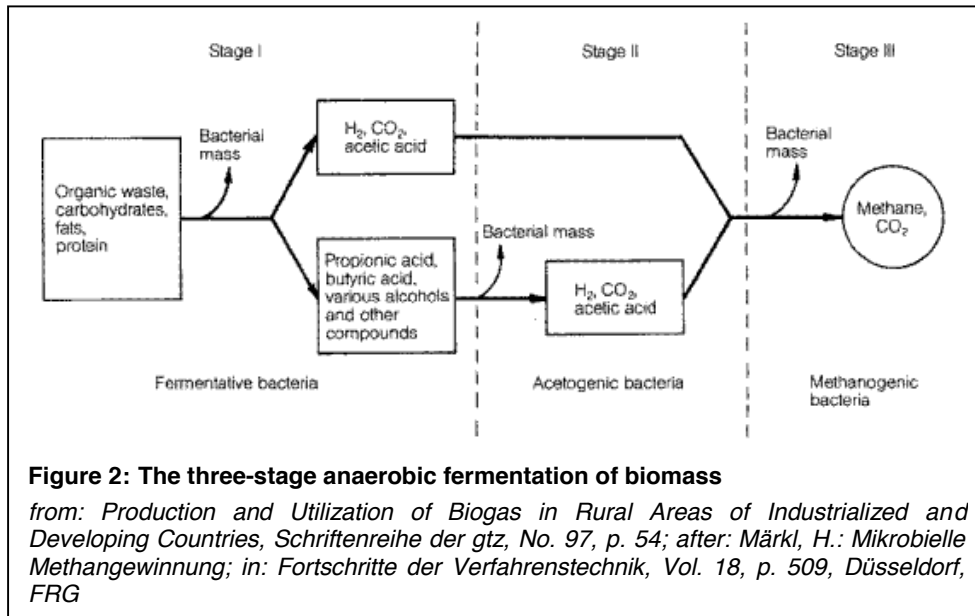 Stage I
Stage II
Stage III
Organic waste,
carbohydrates,
fats,
protein
Bacterial
mass
H₂, CO₂,
acetic acid
Propionic acid,
butyric acid,
various alcohols
and other
compounds
Bacterial mass
H₂, CO₂,
acetic acid
Bacterial
mass
Methane,
CO₂
Fermentative bacteria
Acetogenic bacteria
Methanogenic
bacteria
Figure 2: The three-stage anaerobic fermentation of biomass
from: Production and Utilization of Biogas in Rural Areas of Industrialized and
Developing Countries, Schriftenreihe der gtz, No. 97, p. 54; after: Märkl, H.: Mikrobielle
Methangewinnung; in: Fortschritte der Verfahrenstechnik, Vol. 18, p. 509, Düsseldorf,
FRG